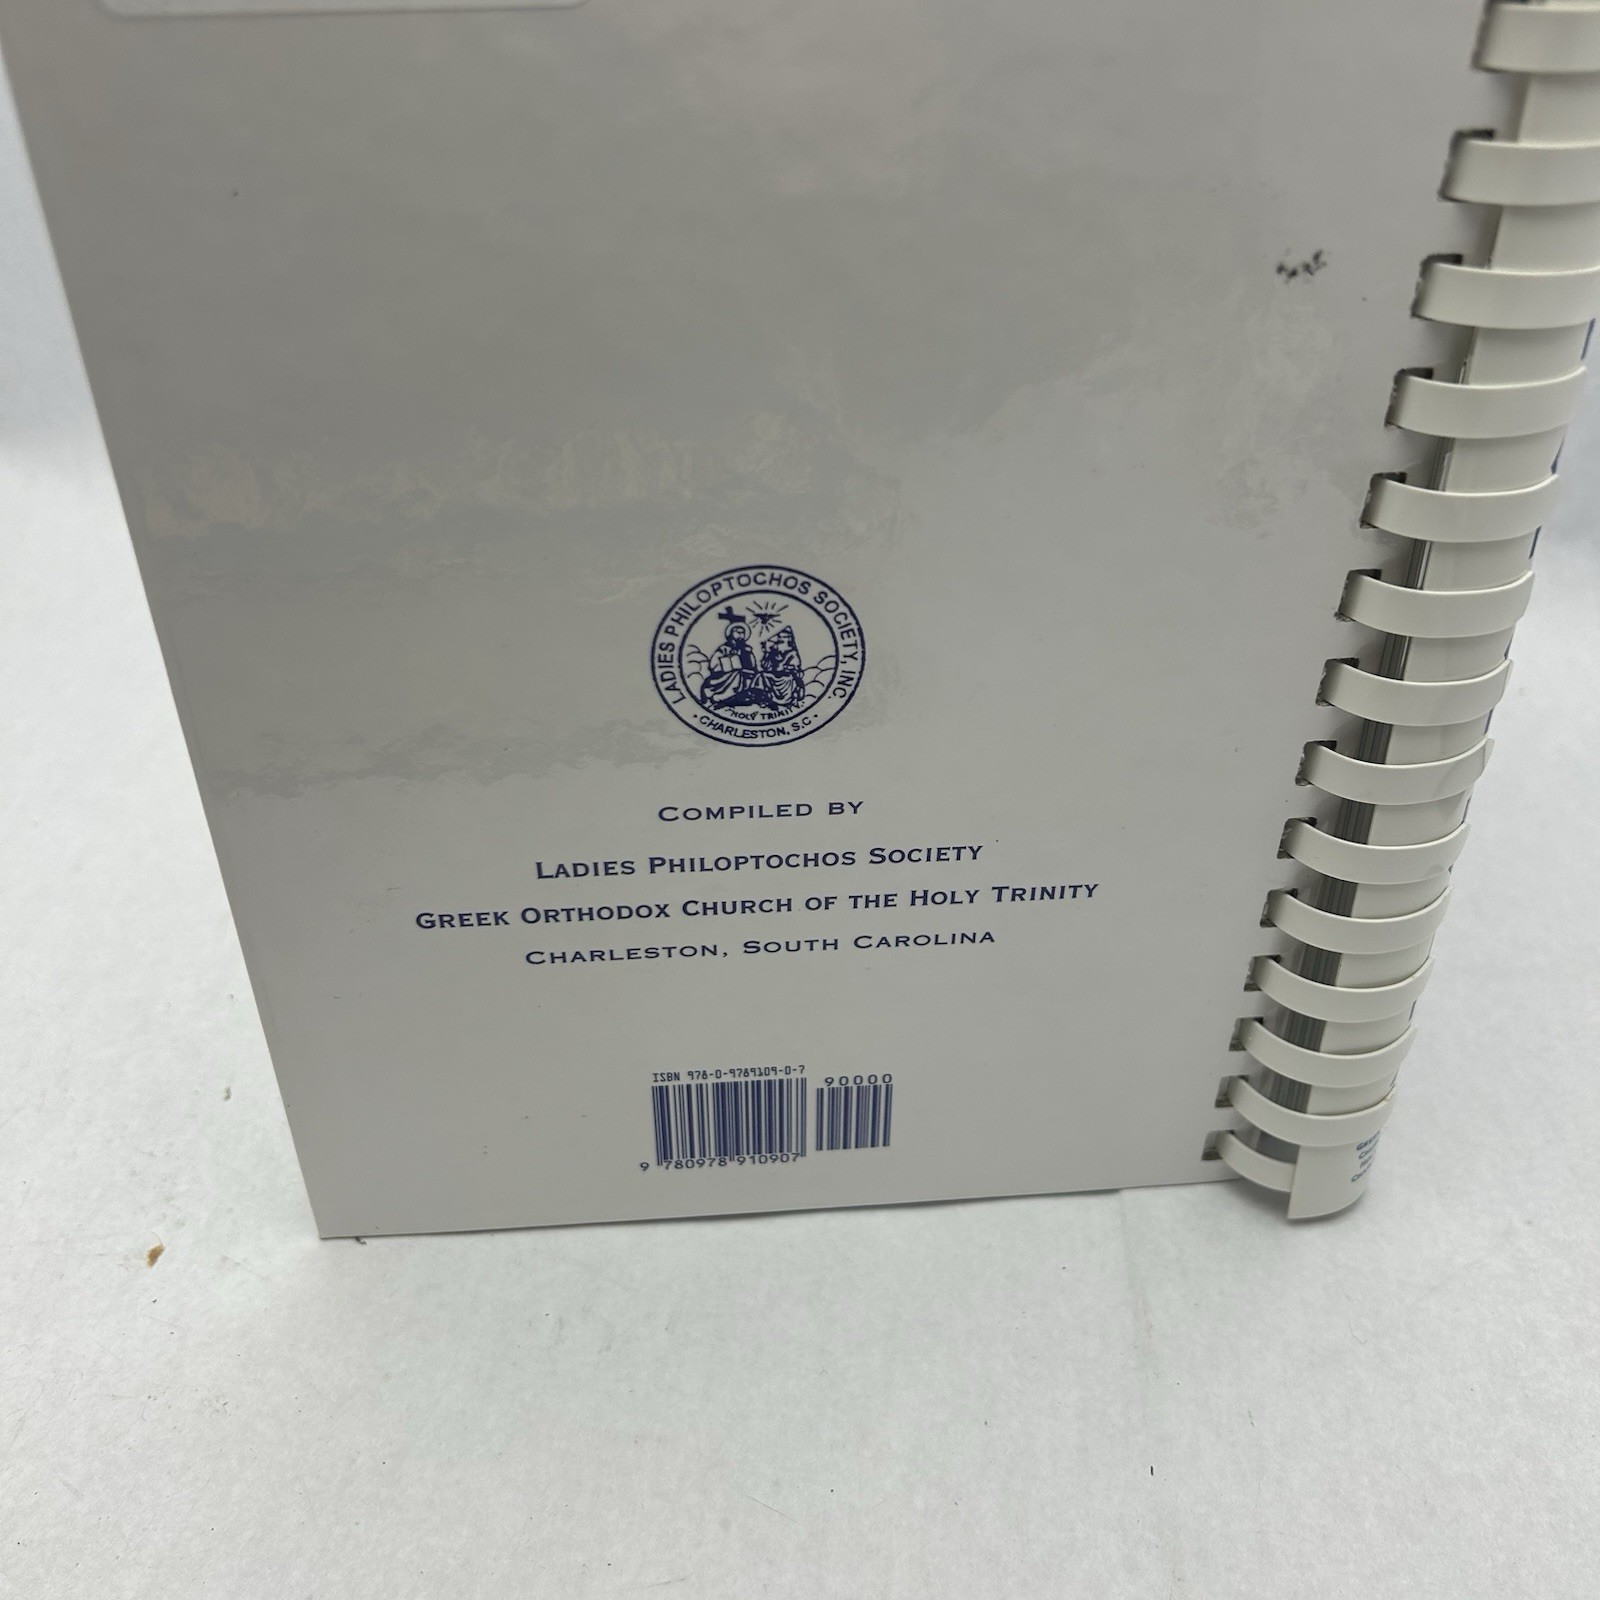 LADIES PHILOPTOCHOS SOCIETY, INC.
HOLY TRINITY
• CHARLESTON, S.C •
COMPILED BY
LADIES PHILOPTOCHOS SOCIETY
GREEK ORTHODOX CHURCH OF THE HOLY TRINITY
CHARLESTON, SOUTH CAROLINA
ISBN 978-0-9789109-0-7
90000
9 780978 910907